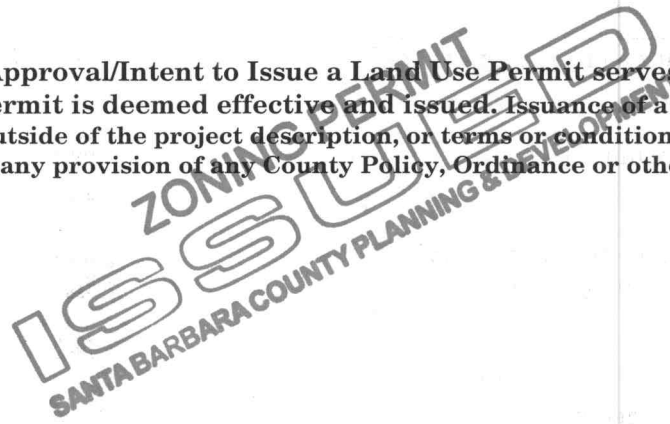 Approval/Intent to Issue a Land Use Permit serves
ermit is deemed effective and issued. Issuance of a
utside of the project description, or terms or condition
any provision of any County Policy, Ordinance or othe
ZONING PERMIT
ISSUED
SANTA BARBARA COUNTY PLANNING & DEVELOPMENT